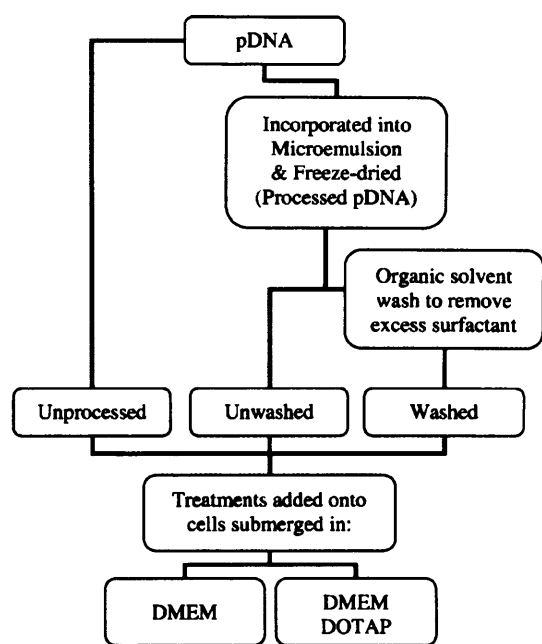 pDNA
Incorporated into
Microemulsion
& Freeze-dried
(Processed pDNA)
Organic solvent
wash to remove
excess surfactant
Unprocessed
Unwashed
Washed
Treatments added onto
cells submerged in:
DMEM
DMEM
DOTAP